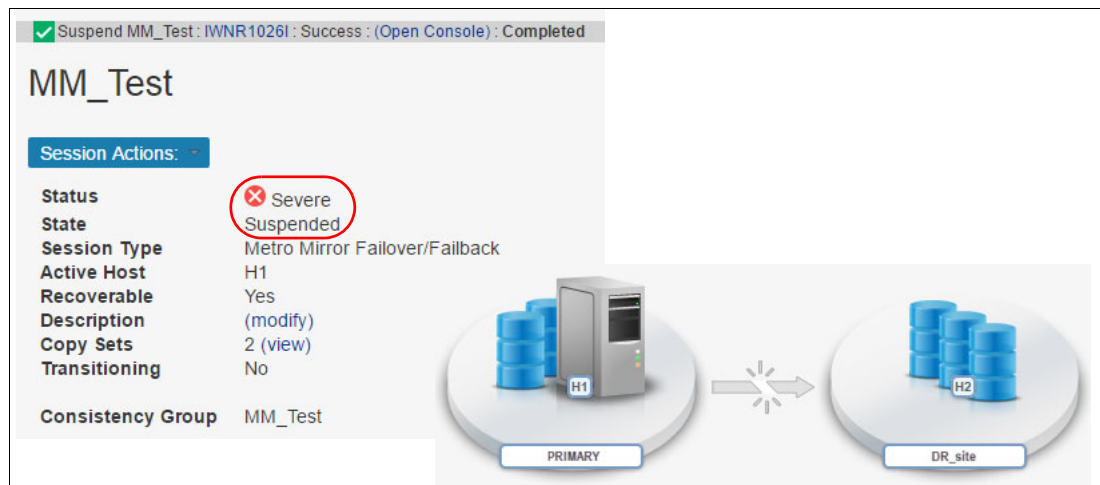 Suspend MM_Test : IWNR1026I : Success : (Open Console) : Completed
MM_Test
Session Actions:
Status Severe
State Suspended
Session Type Metro Mirror Failover/Failback
Active Host H1
Recoverable Yes
Description (modify)
Copy Sets 2 (view)
Transitioning No
Consistency Group MM_Test
H1
H2
PRIMARY
DR_site